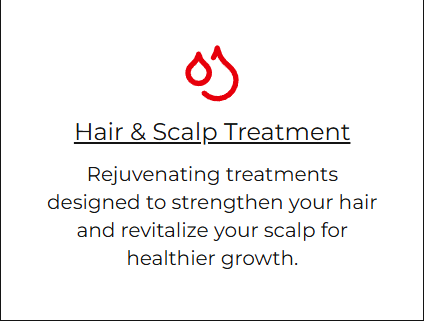 Hair & Scalp Treatment
Rejuvenating treatments
designed to strengthen your hair
and revitalize your scalp for
healthier growth.